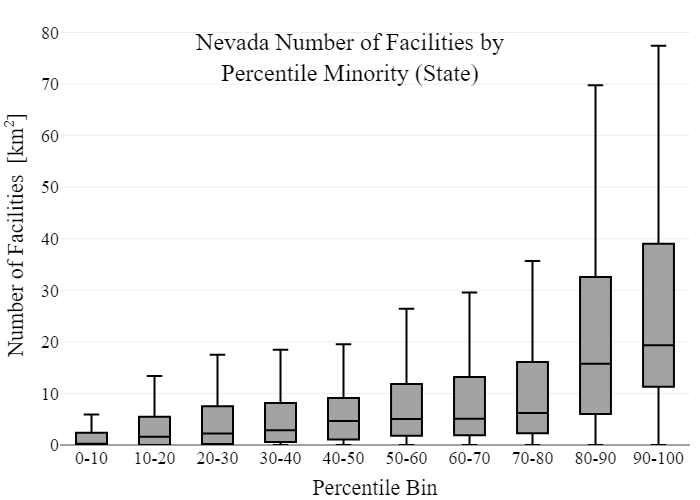 Nevada Number of Facilities by
Percentile Minority (State)
Number of Facilities [km²]
80
70
60
50
40
30
20
10
0
0-10 10-20 20-30 30-40 40-50 50-60 60-70 70-80 80-90 90-100
Percentile Bin